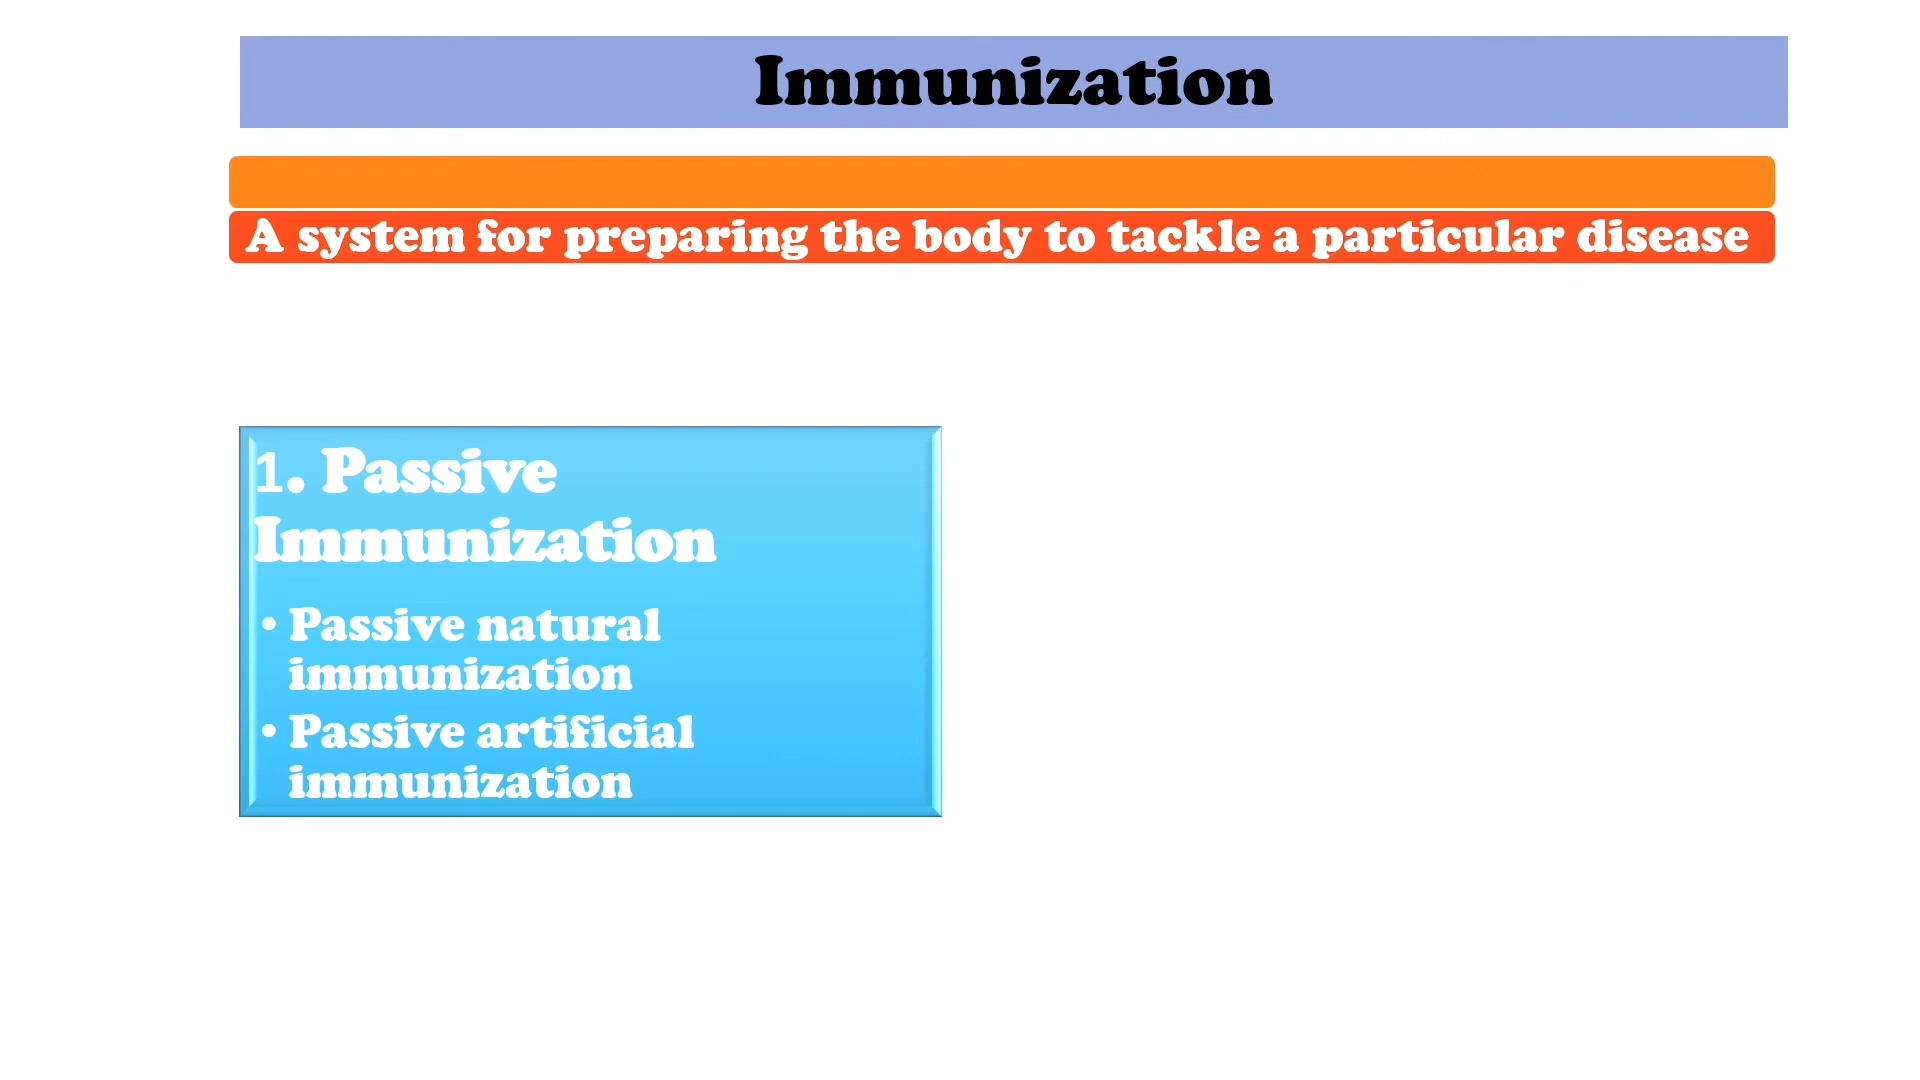 Immunization
A system for preparing the body to tackle a particular disease
1. Passive
Immunization
• Passive natural
immunization
• Passive artificial
immunization